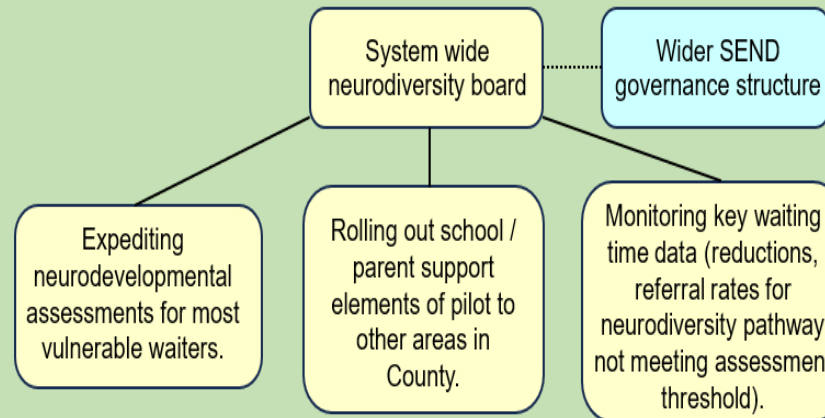 System wide
neurodiversity board
Wider SEND
governance structure
Expediting
neurodevelopmental
assessments for most
vulnerable waiters.
Rolling out school /
parent support
elements of pilot to
other areas in
County.
Monitoring key waiting
time data (reductions,
referral rates for
neurodiversity pathway
not meeting assessment
threshold).